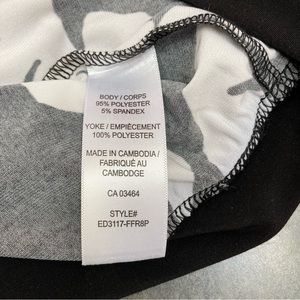 BODY / CORPS
95% POLYESTER
5% SPANDEX
YOKE / EMPIÈCEMENT
100% POLYESTER
MADE IN CAMBODIA /
FABRIQUÉ AU
CAMBODGE
CA 03464
STYLE#
ED3117-FFR8P